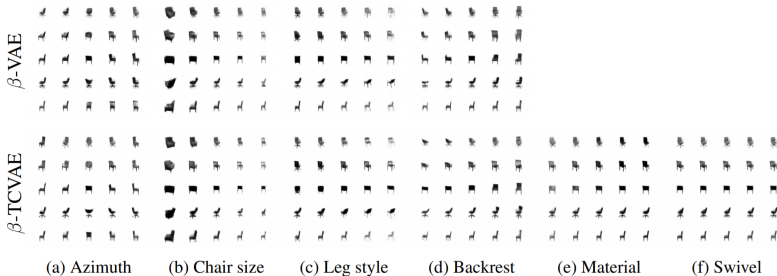 β-VAE
β-TCVAE
(a) Azimuth (b) Chair size (c) Leg style (d) Backrest (e) Material (f) Swivel